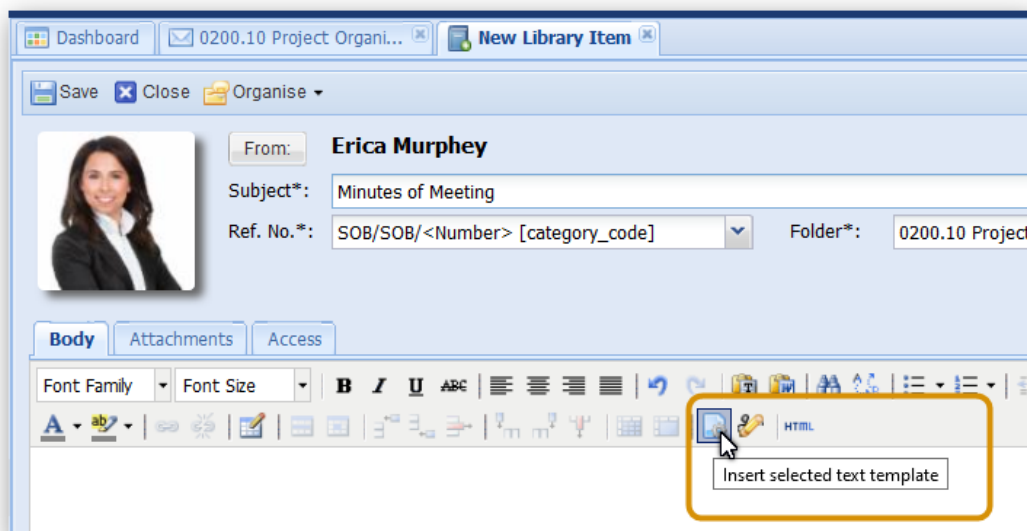 Dashboard 0200.10 Project Organi... New Library Item
Save Close Organise
From: Erica Murphey
Subject*: Minutes of Meeting
Ref. No.*: SOB/SOB/<Number> [category_code] Folder*: 0200.10 Project
Body Attachments Access
Font Family Font Size B I U ABC
A ab HTML
Insert selected text template